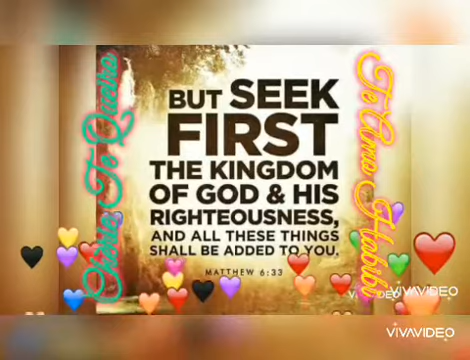 BUT SEEK
FIRST
THE KINGDOM
OF GOD & HIS
RIGHTEOUSNESS,
AND ALL THESE THINGS
SHALL BE ADDED TO YOU.
MATTHEW 6:33
Te Quiero
Te Amo Habibi
VIVAVIDEO
VIVAVIDEO